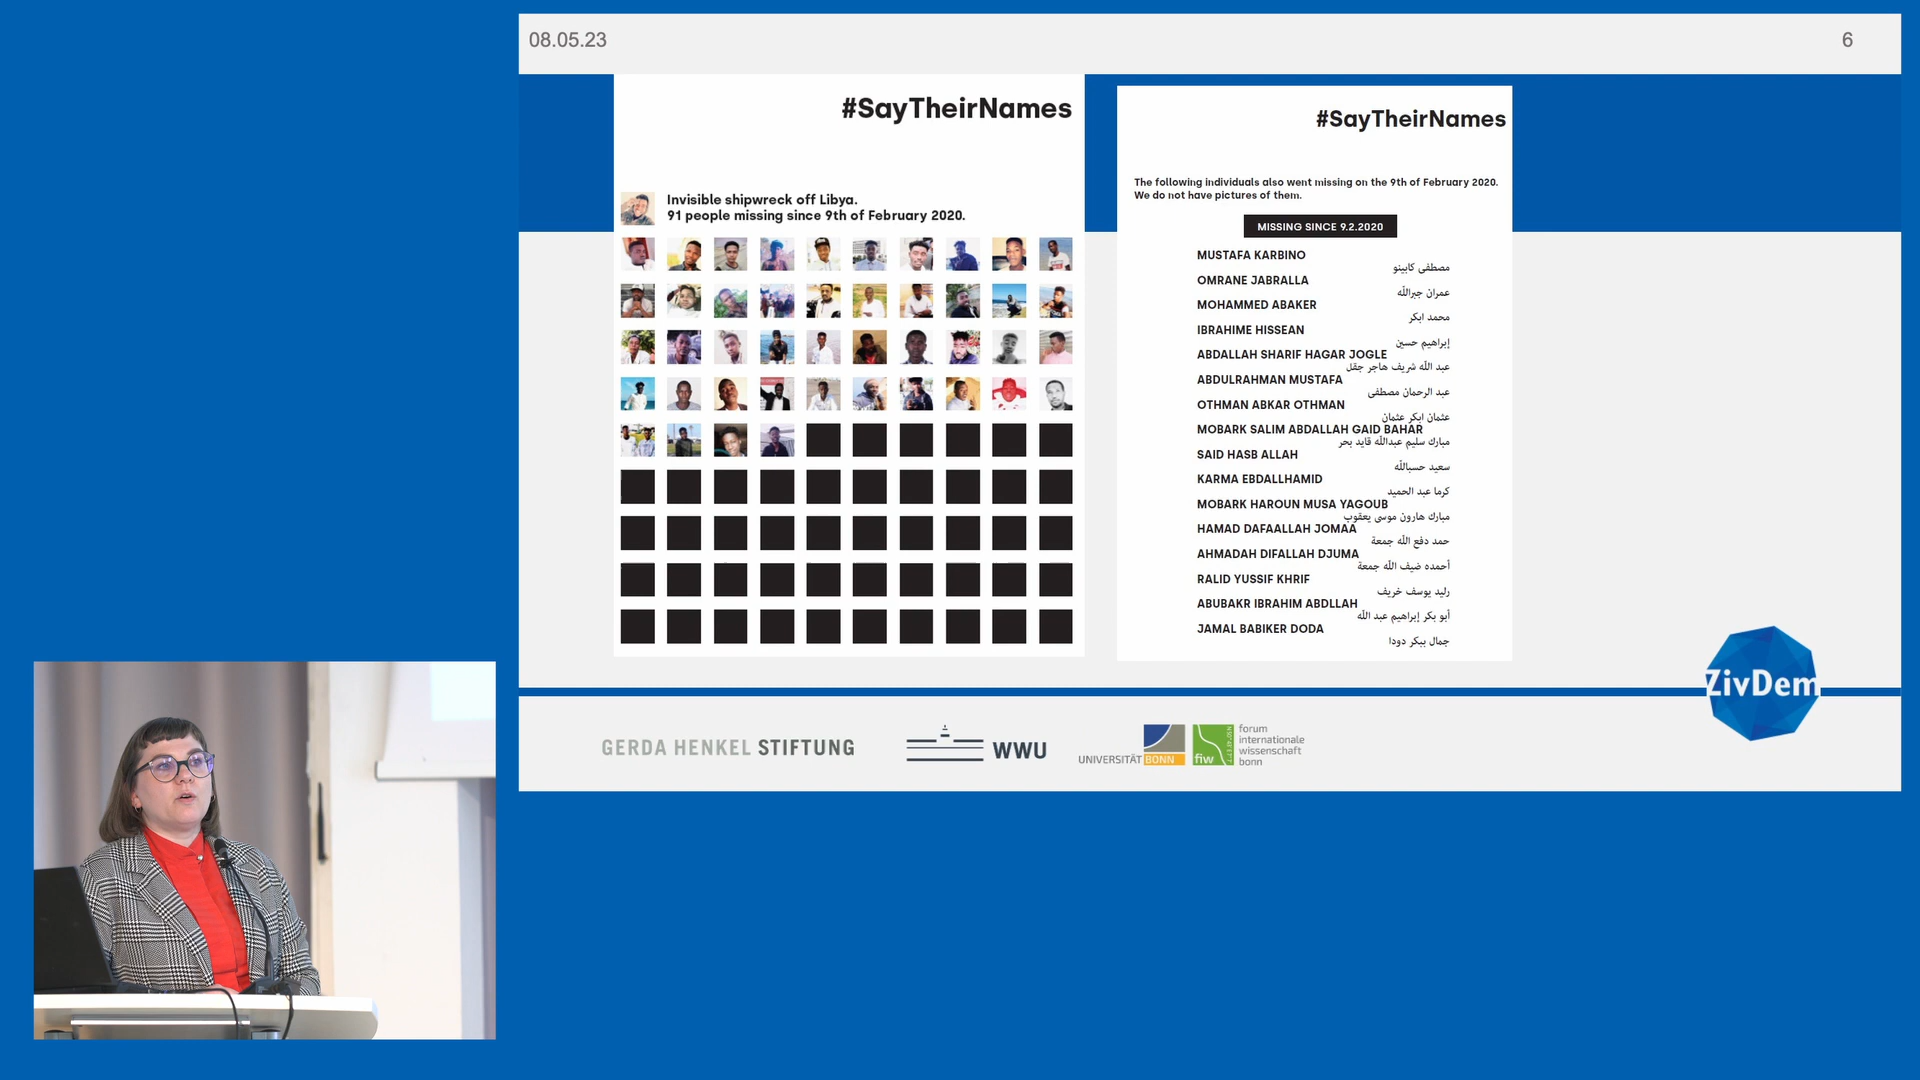 08.05.23
6
#SayTheirNames
Invisible shipwreck off Libya.
91 people missing since 9th of February 2020.
#SayTheirNames
The following individuals also went missing on the 9th of February 2020.
We do not have pictures of them.
MISSING SINCE 9.2.2020
MUSTAFA KARBINO
مصطفى كابينو
OMRANE JABRALLA
عمران جبرالله
MOHAMMED ABAKER
محمد ابكر
IBRAHIME HISSEAN
إبراهيم حسين
ABDALLAH SHARIF HAGAR JOGLE
عبد الله شريف هاجر جقل
ABDULRAHMAN MUSTAFA
عبد الرحمان مصطفى
OTHMAN ABKAR OTHMAN
عثمان ابكر عثمان
MOBARK SALIM ABDALLAH GAID BAHAR
مبارك سليم عبدالله قايد بحر
SAID HASB ALLAH
سعيد حسبالله
KARMA EBDALLHAMID
كرما عبد الحميد
MOBARK HAROUN MUSA YAGOUB
مبارك هارون موسى يعقوب
HAMAD DAFAALLAH JOMAA
حمد دفع الله جمعة
AHMADAH DIFALLAH DJUMA
أحمده ضيف الله جمعة
RALID YUSSIF KHRIF
رليد يوسف خريف
ABUBAKR IBRAHIM ABDLLAH
أبو بكر إبراهيم عبد الله
JAMAL BABIKER DODA
جمال ببكر دودا
ZivDem
GERDA HENKEL STIFTUNG
WWU
UNIVERSITÄT BONN
fiw
forum
internationale
wissenschaft
bonn